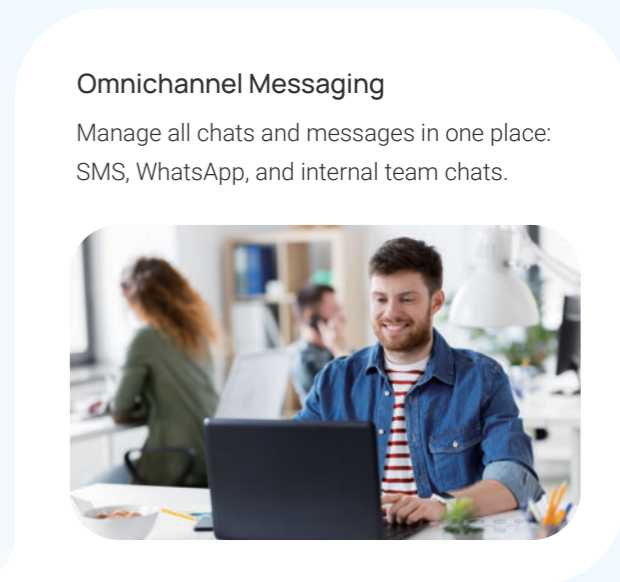 Omnichannel Messaging
Manage all chats and messages in one place:
SMS, WhatsApp, and internal team chats.